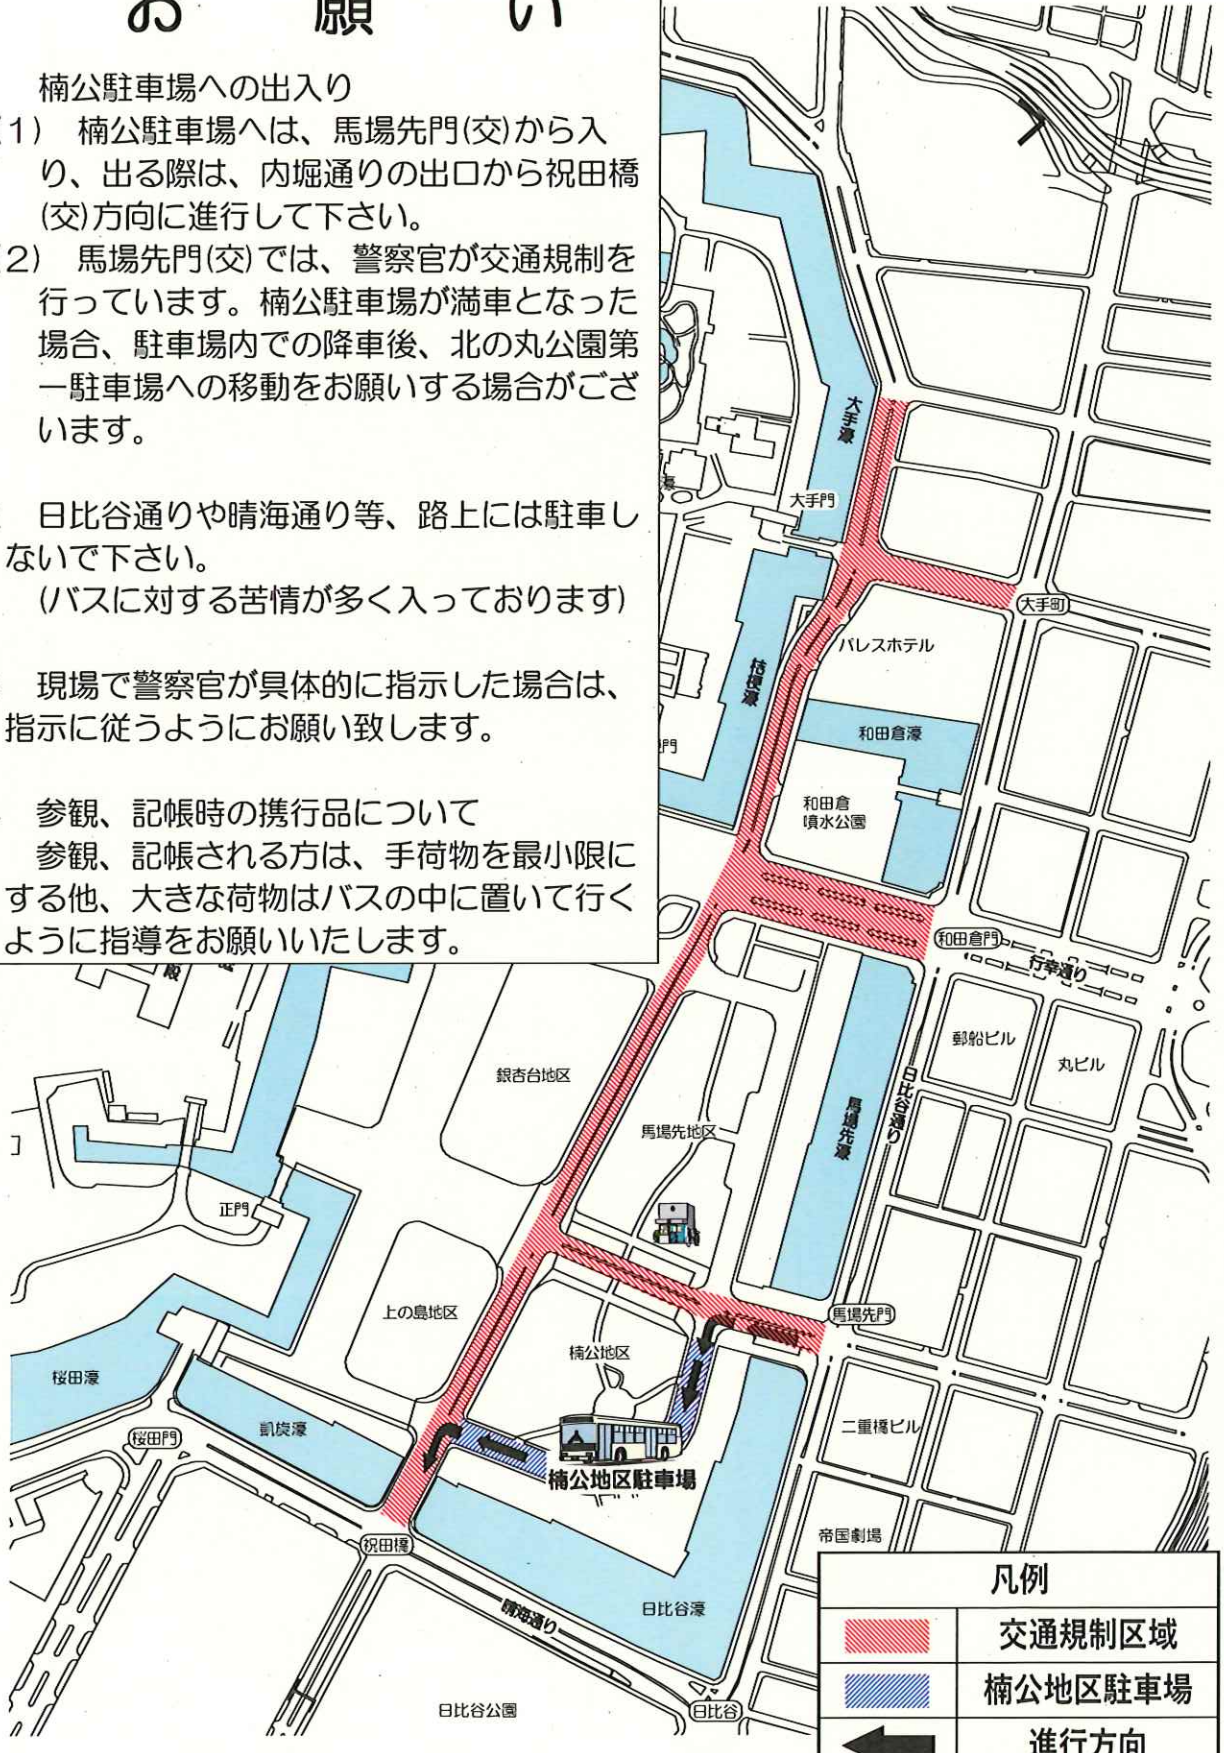 お願い
楠公駐車場への出入り
1) 楠公駐車場へは、馬場先門(交)から入
り、出る際は、内堀通りの出口から祝田橋
(交)方向に進行して下さい。
2) 馬場先門(交)では、警察官が交通規制を
行っています。楠公駐車場が満車となった
場合、駐車場内での降車後、北の丸公園第
一駐車場への移動をお願いする場合がござ
います。
日比谷通りや晴海通り等、路上には駐車し
ないで下さい。
(バスに対する苦情が多く入っております)
現場で警察官が具体的に指示した場合は、
指示に従うようにお願い致します。
参観、記帳時の携行品について
参観、記帳される方は、手荷物を最小限に
する他、大きな荷物はバスの中に置いて行く
ように指導をお願いいたします。
大手濠
大手門
濠
大手町
パレスホテル
桔梗濠
門
和田倉濠
和田倉
噴水公園
和田倉門
行幸通り
郵船ビル
丸ビル
日比谷通り
馬場先濠
銀杏台地区
馬場先地区
正門
上の島地区
馬場先門
楠公地区
桜田濠
凱旋濠
桜田門
二重橋ビル
楠公地区駐車場
帝国劇場
祝田橋
晴海通り
日比谷濠
日比谷公園
日比谷
凡例
交通規制区域
楠公地区駐車場
進行方向